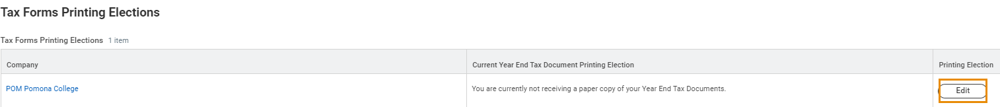 Tax Forms Printing Elections
Tax Forms Printing Elections 1 item
Company Current Year End Tax Document Printing Election Printing Election
POM Pomona College You are currently not receiving a paper copy of your Year End Tax Documents. Edit